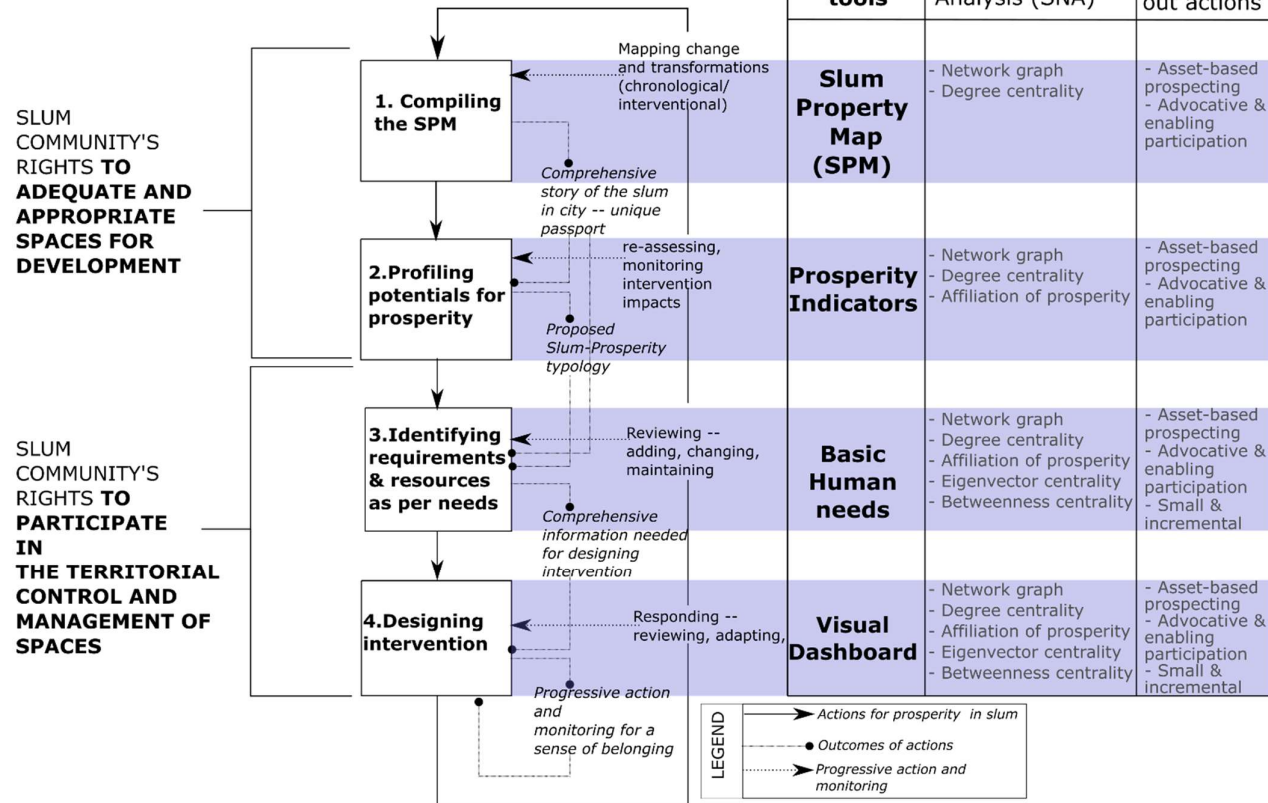 tools
Analysis (SNA)
out actions
SLUM
COMMUNITY'S
RIGHTS TO
ADEQUATE AND
APPROPRIATE
SPACES FOR
DEVELOPMENT
1. Compiling
the SPM
Mapping change
and transformations
(chronological/
interventional)
Comprehensive
story of the slum
in city -- unique
passport
Slum
Property
Map
(SPM)
- Network graph
- Degree centrality
- Asset-based
prospecting
- Advocative &
enabling
participation
2.Profiling
potentials for
prosperity
re-assessing,
monitoring
intervention
impacts
Proposed
Slum-Prosperity
typology
Prosperity
Indicators
- Network graph
- Degree centrality
- Affiliation of prosperity
- Asset-based
prospecting
- Advocative &
enabling
participation
SLUM
COMMUNITY'S
RIGHTS TO
PARTICIPATE
IN
THE TERRITORIAL
CONTROL AND
MANAGEMENT OF
SPACES
3.Identifying
requirements
& resources
as per needs
Reviewing --
adding, changing,
maintaining
Comprehensive
information needed
for designing
intervention
Basic
Human
needs
- Network graph
- Degree centrality
- Affiliation of prosperity
- Eigenvector centrality
- Betweenness centrality
- Asset-based
prospecting
- Advocative &
enabling
participation
- Small &
incremental
4.Designing
intervention
Responding --
reviewing, adapting,
Progressive action
and
monitoring for a
sense of belonging
Visual
Dashboard
- Network graph
- Degree centrality
- Affiliation of prosperity
- Eigenvector centrality
- Betweenness centrality
- Asset-based
prospecting
- Advocative &
enabling
participation
- Small &
incremental
LEGEND
Actions for prosperity in slum
Outcomes of actions
Progressive action and
monitoring